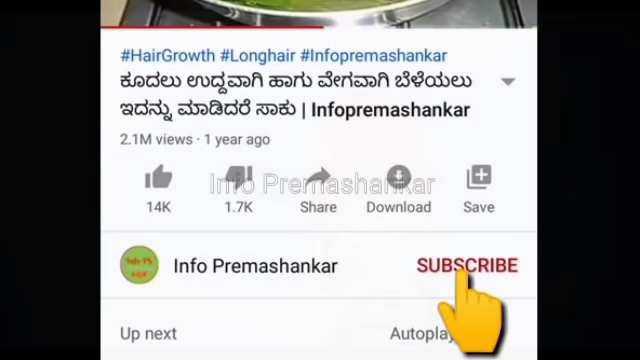 #HairGrowth #Longhair #Infopremashankar
ಕೂದಲು ಉದ್ದವಾಗಿ ಹಾಗು ವೇಗವಾಗಿ ಬೆಳೆಯಲು
ಇದನ್ನು ಮಾಡಿದರೆ ಸಾಕು | Infopremashankar
2.1M views · 1 year ago
Info Premashankar
14K 1.7K Share Download Save
Info Premashankar SUBSCRIBE
Up next Autoplay